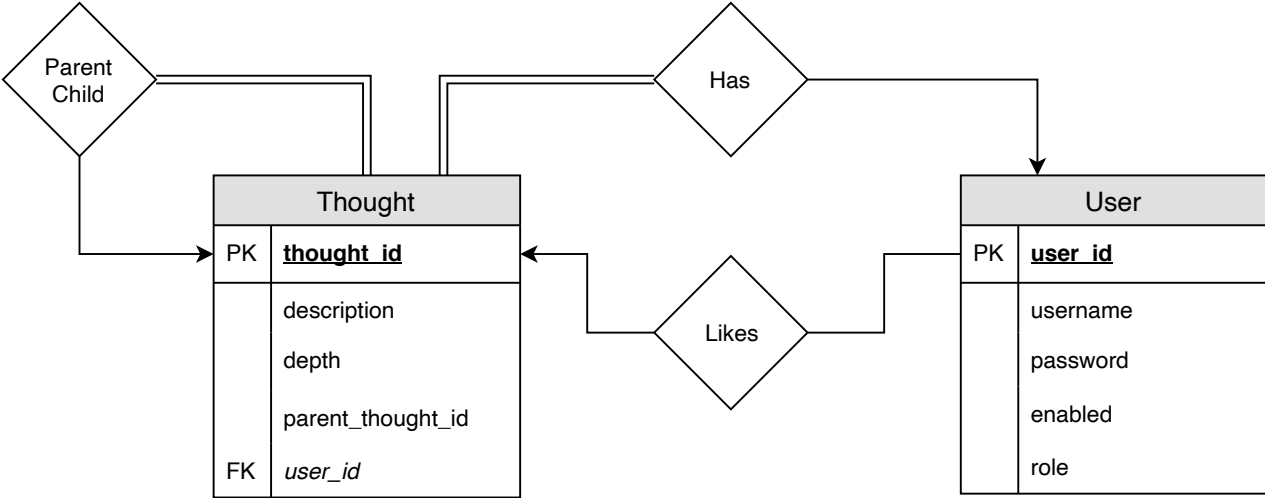 Parent
Child
Has
Thought
PK thought_id
description
depth
parent_thought_id
FK user_id
Likes
User
PK user_id
username
password
enabled
role